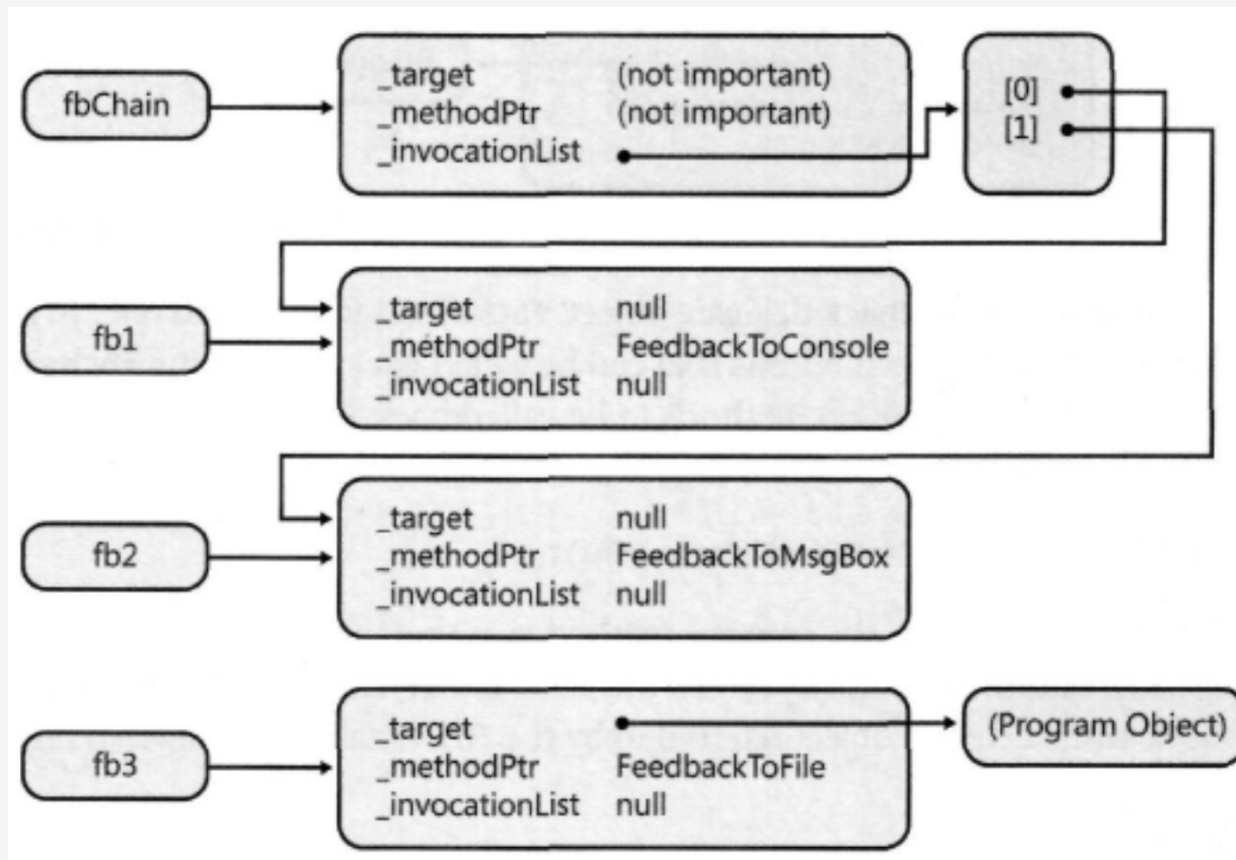 fbChain
_target (not important)
_methodPtr (not important)
_invocationList
[0]
[1]
fb1
_target null
_méthodPtr FeedbackToConsole
_invocationList null
fb2
_target null
_methodPtr FeedbackToMsgBox
_invocationList null
fb3
_target
_methodPtr FeedbackToFile
_invocationList null
(Program Object)